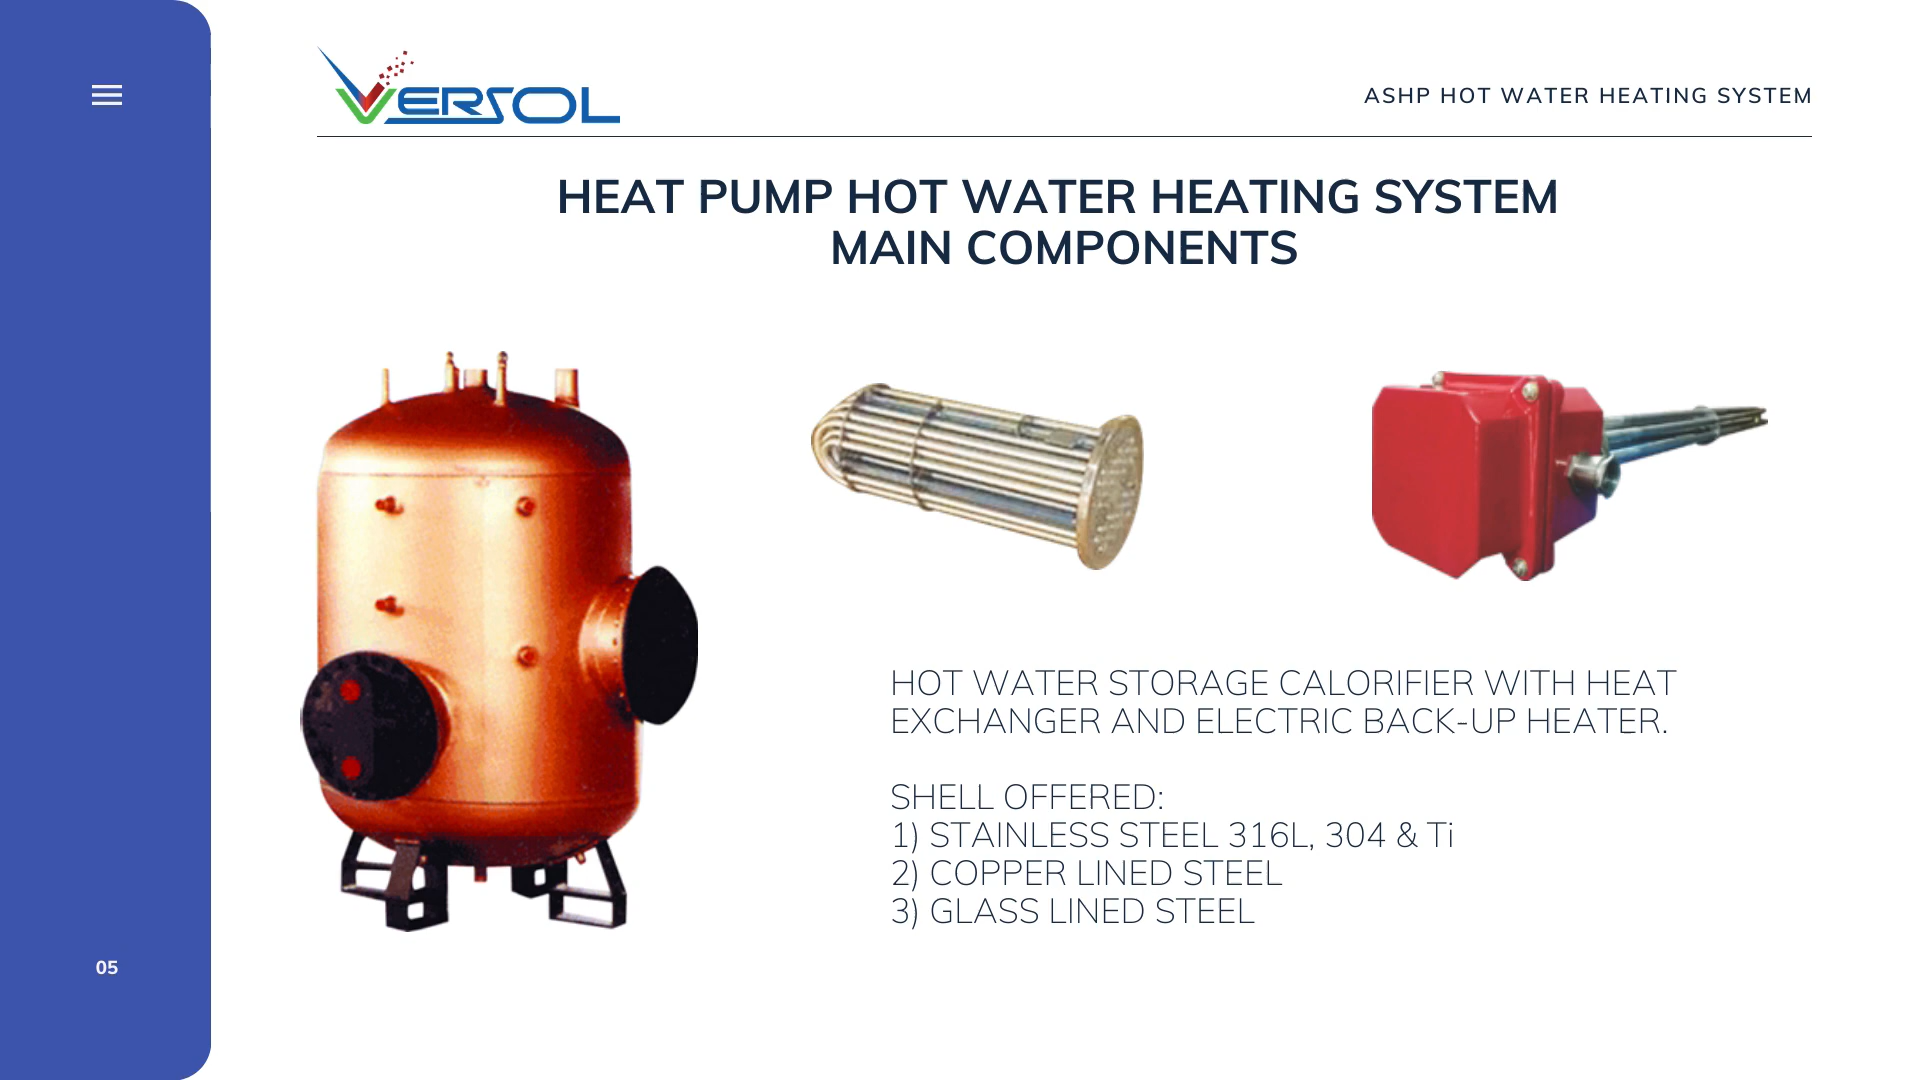 VERSOL
ASHP HOT WATER HEATING SYSTEM
HEAT PUMP HOT WATER HEATING SYSTEM
MAIN COMPONENTS
HOT WATER STORAGE CALORIFIER WITH HEAT
EXCHANGER AND ELECTRIC BACK-UP HEATER.
SHELL OFFERED:
1) STAINLESS STEEL 316L, 304 & Ti
2) COPPER LINED STEEL
3) GLASS LINED STEEL
05